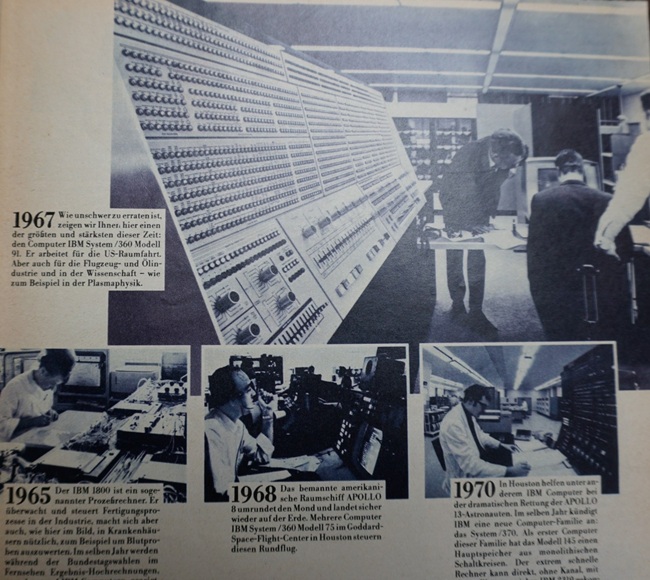 1967 Wie unschwer zu erraten ist,
zeigen wir Ihnen, hier einen
der größten und stärksten dieser Zeit:
den Computer IBM System /360 Modell
91. Er arbeitet für die US-Raumfahrt.
Aber auch für die Flugzeug- und Ölin-
dustrie und in der Wissenschaft – wie
zum Beispiel in der Plasmaphysik.
1965 Der IBM 1800 ist ein soge-
nannter Prozeßrechner. Er
überwacht und steuert Fertigungspro-
zesse in der Industrie, macht sich aber
auch, wie hier im Bild, in Krankenhäu-
sern nützlich, zum Beispiel um Blutpro-
ben auszuwerten. Im selben Jahr werden
während der Bundestagswahlen im
Fernsehen Ergebnis-Hochrechnungen,
1968 Das bemannte amerikani-
sche Raumschiff APOLLO
8 umrundet den Mond und landet sicher
wieder auf der Erde. Mehrere Computer
IBM System /360 Modell 75 im Goddard-
Space-Flight-Center in Houston steuern
diesen Rundflug.
1970 In Houston helfen unter an-
derem IBM Computer bei
der dramatischen Rettung der APOLLO
13-Astronauten. Im selben Jahr kündigt
IBM eine neue Computer-Familie an:
das System /370. Als erster Computer
dieser Familie hat das Modell 145 einen
Hauptspeicher aus monolithischen
Schaltkreisen. Der extrem schnelle
Rechner kann direkt, ohne Kanal, mit